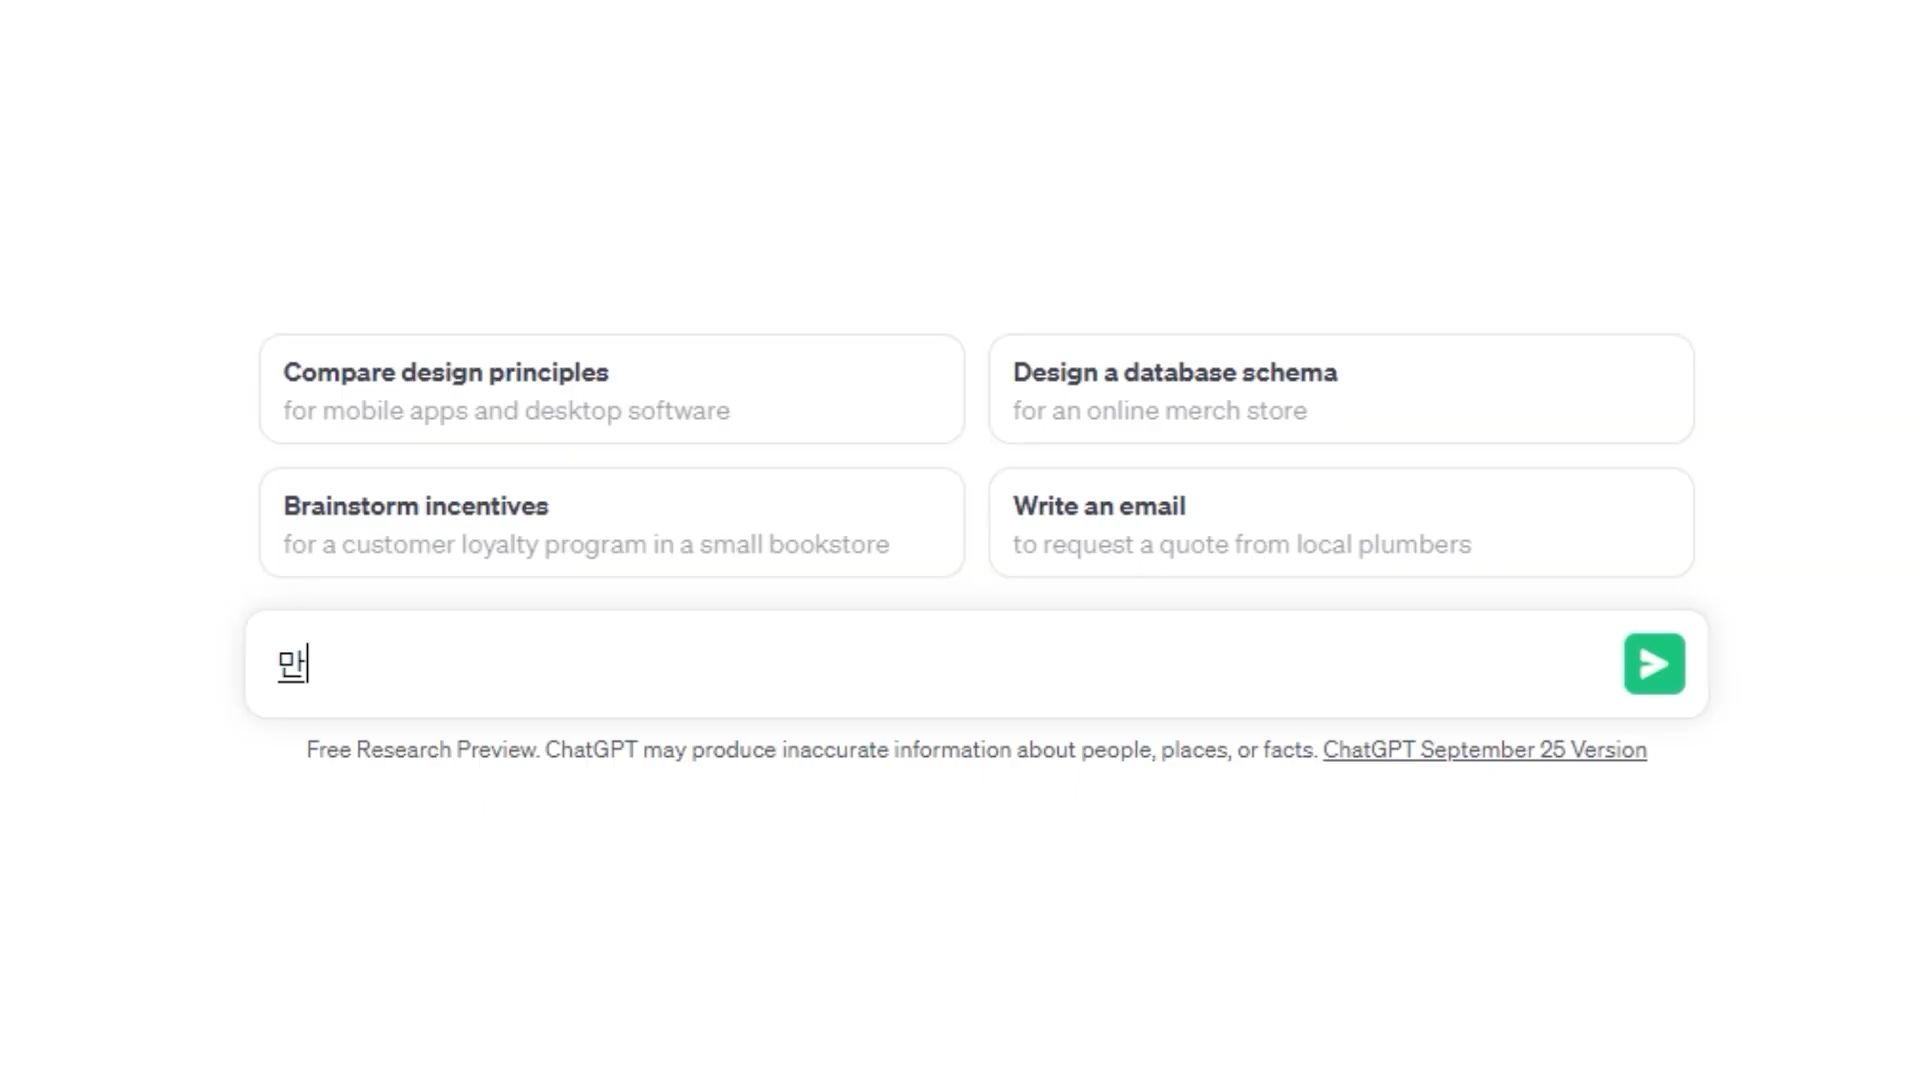 Compare design principles
for mobile apps and desktop software
Design a database schema
for an online merch store
Brainstorm incentives
for a customer loyalty program in a small bookstore
Write an email
to request a quote from local plumbers
만
Free Research Preview. ChatGPT may produce inaccurate information about people, places, or facts. ChatGPT September 25 Version